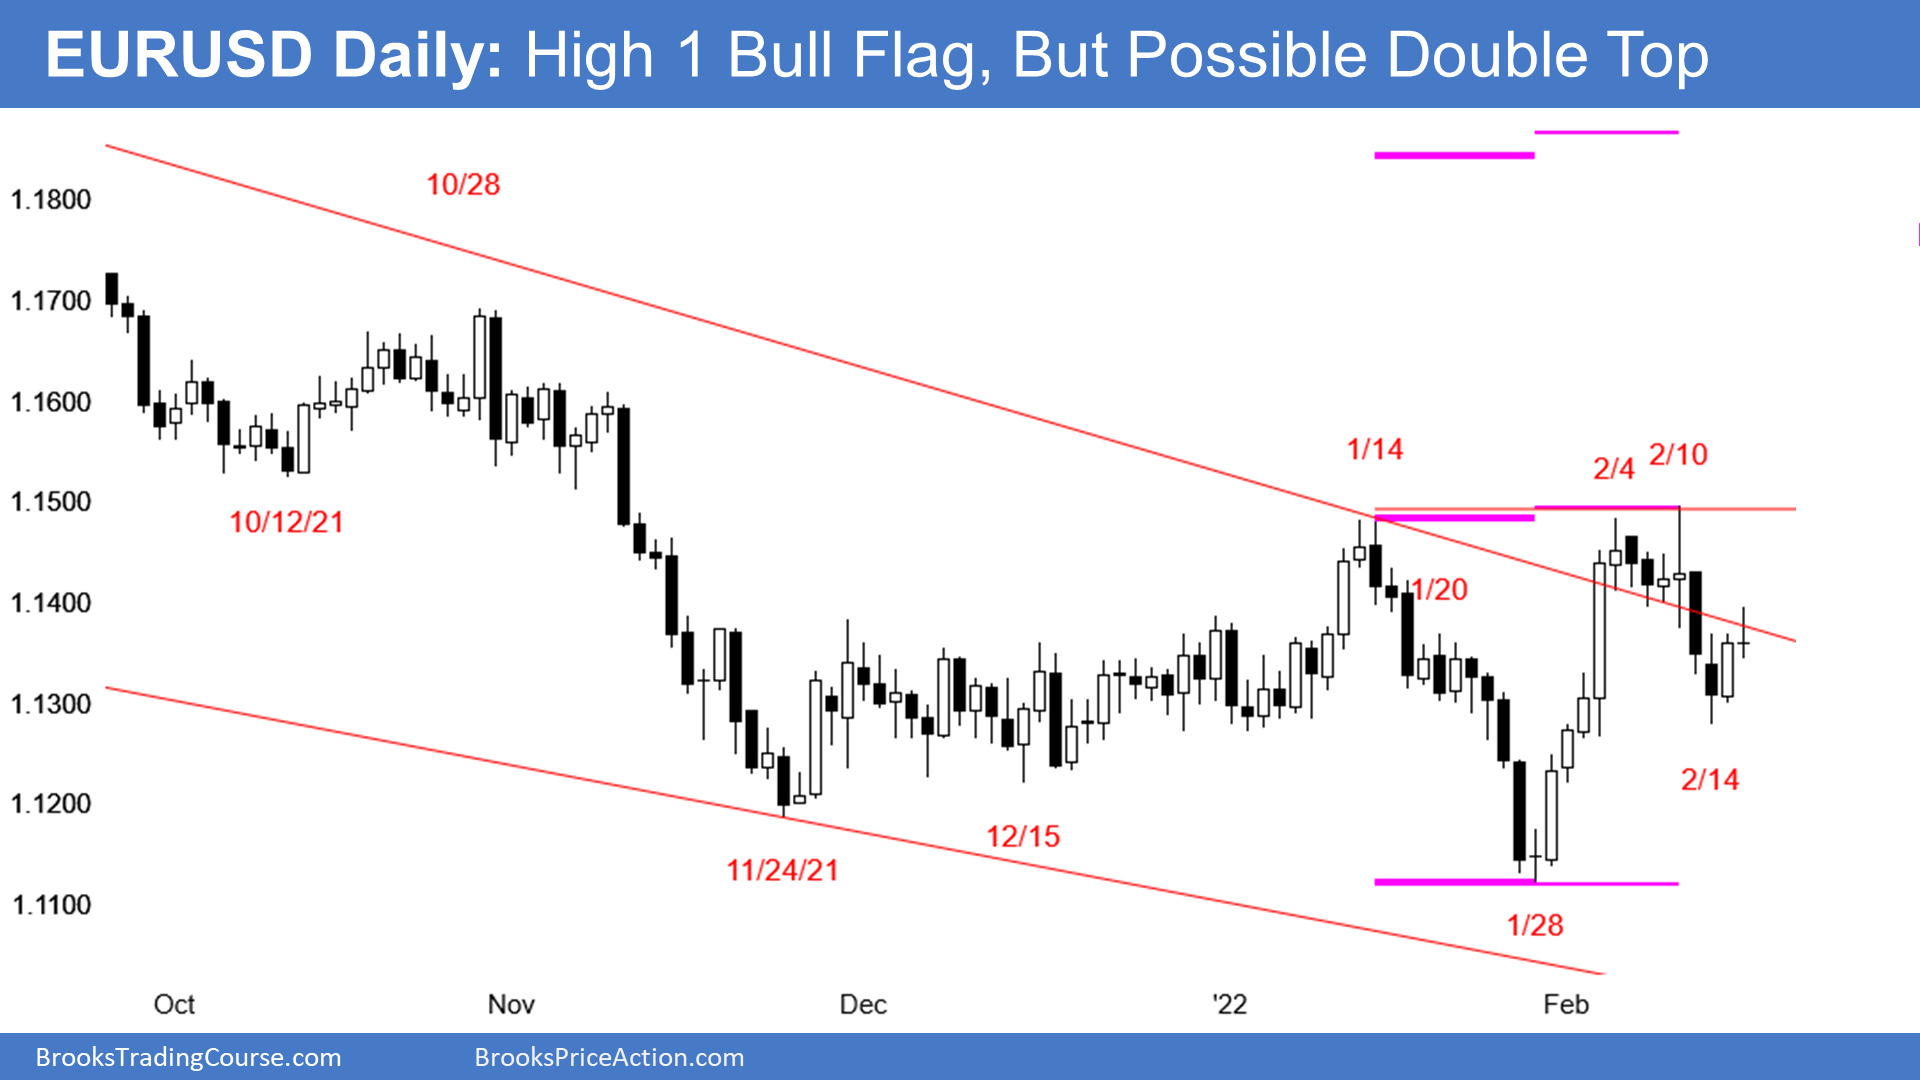 EURUSD Daily: High 1 Bull Flag, But Possible Double Top
10/28
1.1800
1.1700
1.1600
1.1500
1.1400
1.1300
1.1200
1.1100
10/12/21
11/24/21
12/15
1/14
1/20
2/4
2/10
2/14
1/28
Oct
Nov
Dec
'22
Feb
BrooksTradingCourse.com
BrooksPriceAction.com